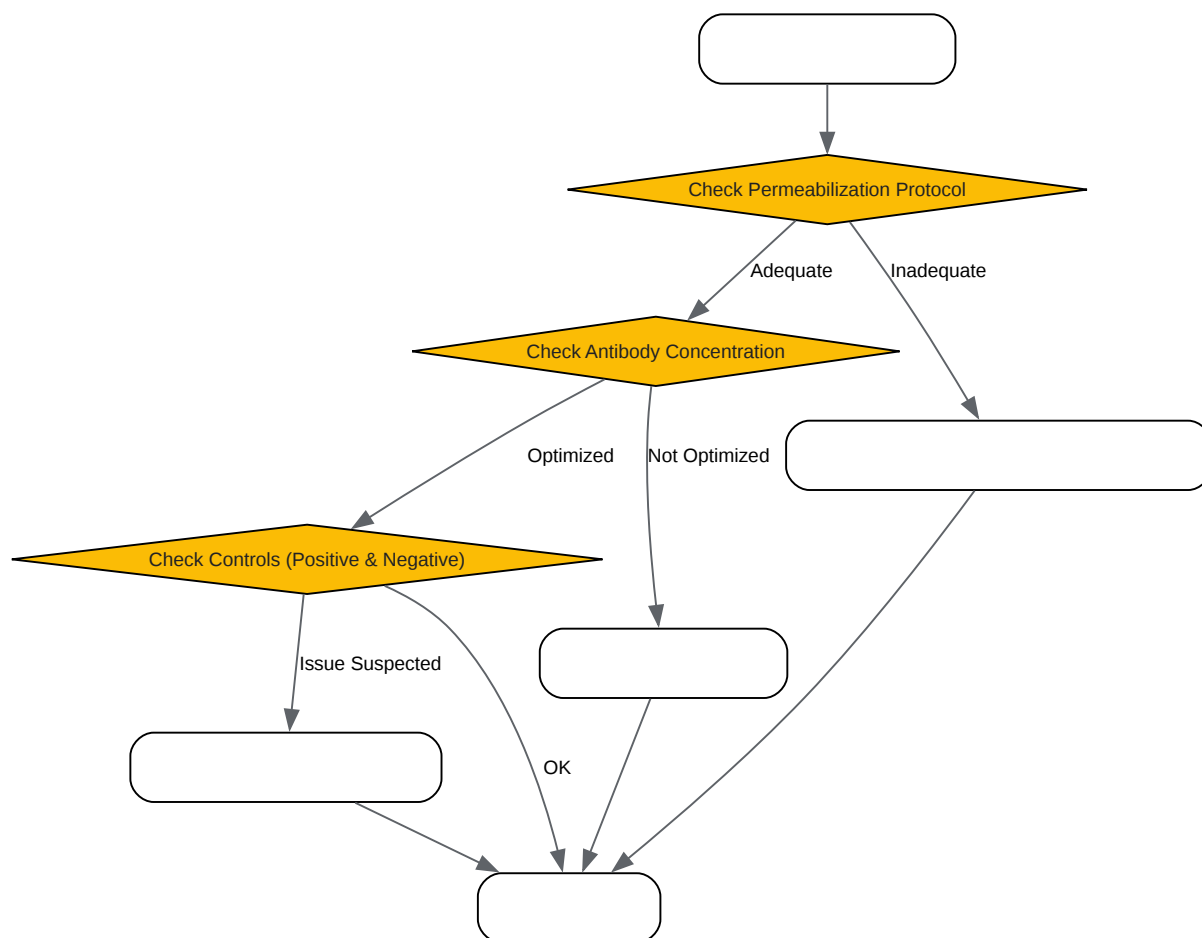 Check Permeabilization Protocol
Adequate
Inadequate
Check Antibody Concentration
Optimized
Not Optimized
Check Controls (Positive & Negative)
Issue Suspected
OK